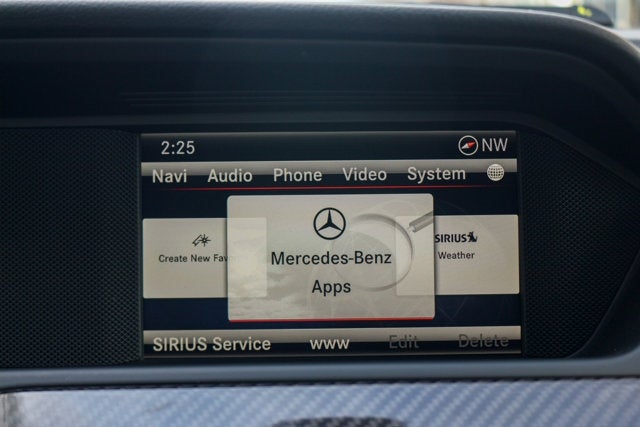 2:25 NW
Navi Audio Phone Video System
Create New Fav
Mercedes-Benz
Apps
SIRIUS
Weather
SIRIUS Service www Edit Delete